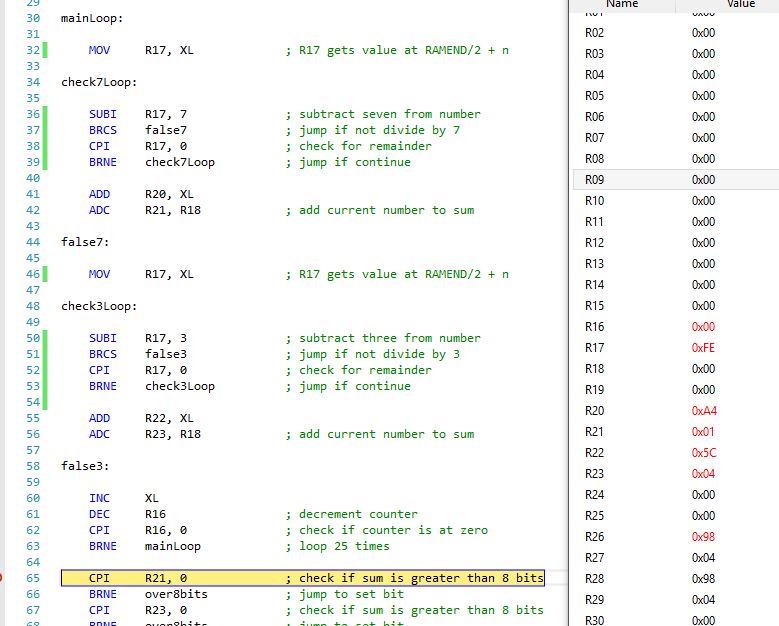 29
30 mainLoop:
31
32 MOV R17, XL ; R17 gets value at RAMEND/2 + n
33
34 check7Loop:
35
36 SUBI R17, 7 ; subtract seven from number
37 BRCS false7 ; jump if not divide by 7
38 CPI R17, 0 ; check for remainder
39 BRNE check7Loop ; jump if continue
40
41 ADD R20, XL
42 ADC R21, R18 ; add current number to sum
43
44 false7:
45
46 MOV R17, XL ; R17 gets value at RAMEND/2 + n
47
48 check3Loop:
49
50 SUBI R17, 3 ; subtract three from number
51 BRCS false3 ; jump if not divide by 3
52 CPI R17, 0 ; check for remainder
53 BRNE check3Loop ; jump if continue
54
55 ADD R22, XL
56 ADC R23, R18 ; add current number to sum
57
58 false3:
59
60 INC XL
61 DEC R16 ; decrement counter
62 CPI R16, 0 ; check if counter is at zero
63 BRNE mainLoop ; loop 25 times
64
65 CPI R21, 0 ; check if sum is greater than 8 bits
66 BRNE over8bits ; jump to set bit
67 CPI R23, 0 ; check if sum is greater than 8 bits
68 BRNE over8bits ; jump to set bit
Name Value
R01 0x00
R02 0x00
R03 0x00
R04 0x00
R05 0x00
R06 0x00
R07 0x00
R08 0x00
R09 0x00
R10 0x00
R11 0x00
R12 0x00
R13 0x00
R14 0x00
R15 0x00
R16 0x00
R17 0xFE
R18 0x00
R19 0x00
R20 0xA4
R21 0x01
R22 0x5C
R23 0x04
R24 0x00
R25 0x00
R26 0x98
R27 0x04
R28 0x98
R29 0x04
R30 0x00